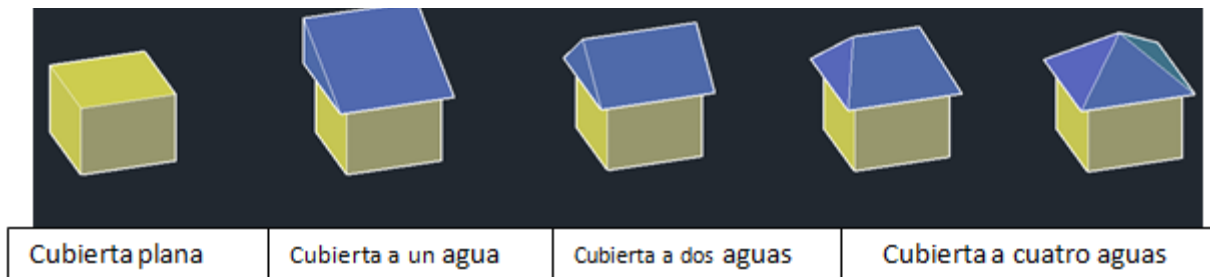 Cubierta plana
Cubierta a un agua
Cubierta a dos aguas
Cubierta a cuatro aguas